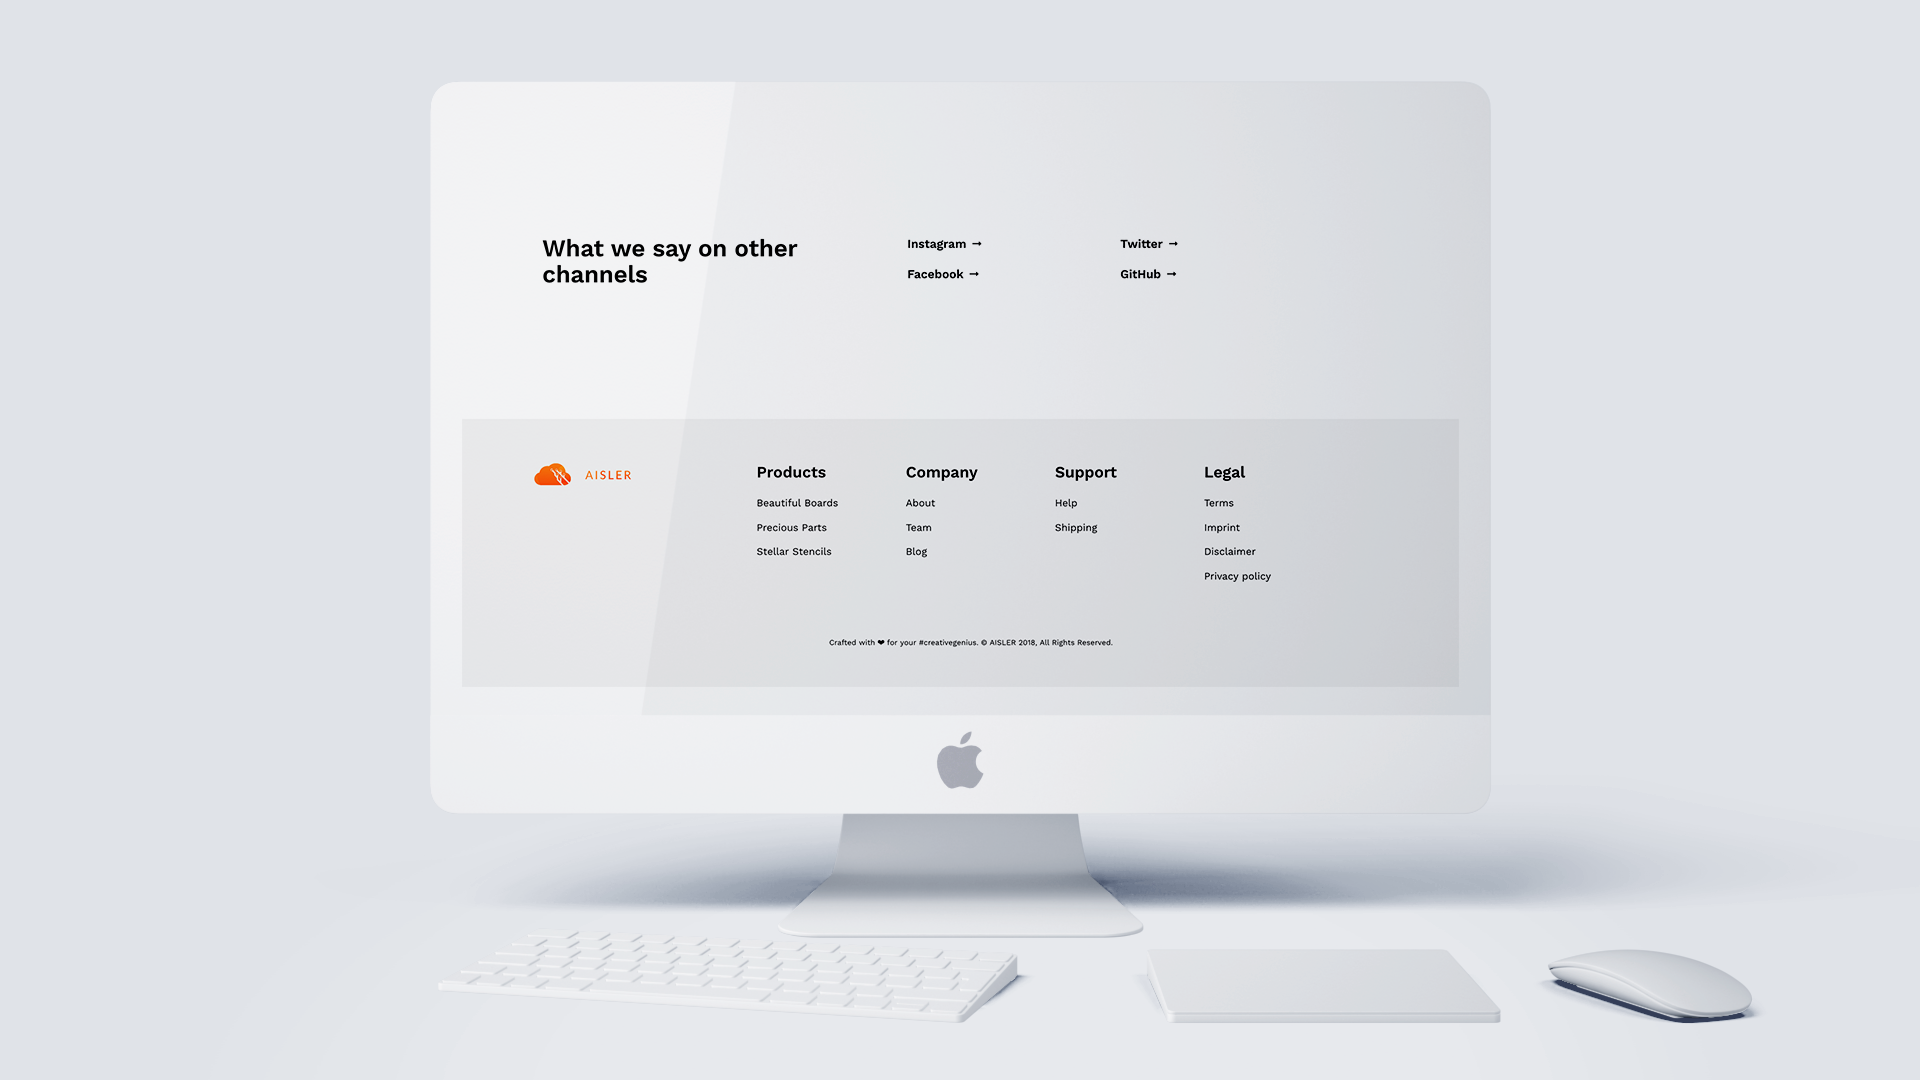 What we say on other
channels
Instagram → Twitter →
Facebook → GitHub →
AISLER
Products
Beautiful Boards
Precious Parts
Stellar Stencils
Company
About
Team
Blog
Support
Help
Shipping
Legal
Terms
Imprint
Disclaimer
Privacy policy
Crafted with ❤ for your #creativegenius. © AISLER 2018, All Rights Reserved.